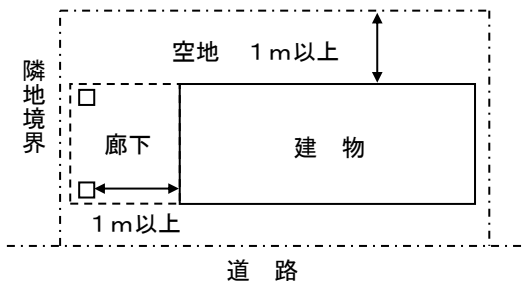 空地　１ｍ以上
隣地境界
廊下
建　物
１ｍ以上
道　路